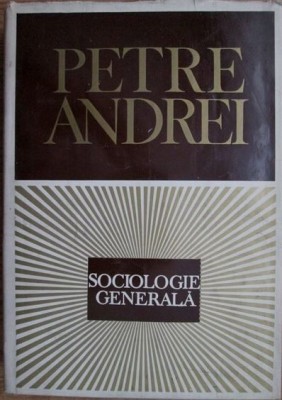 PETRE
ANDREI
SOCIOLOGIE
GENERALĂ